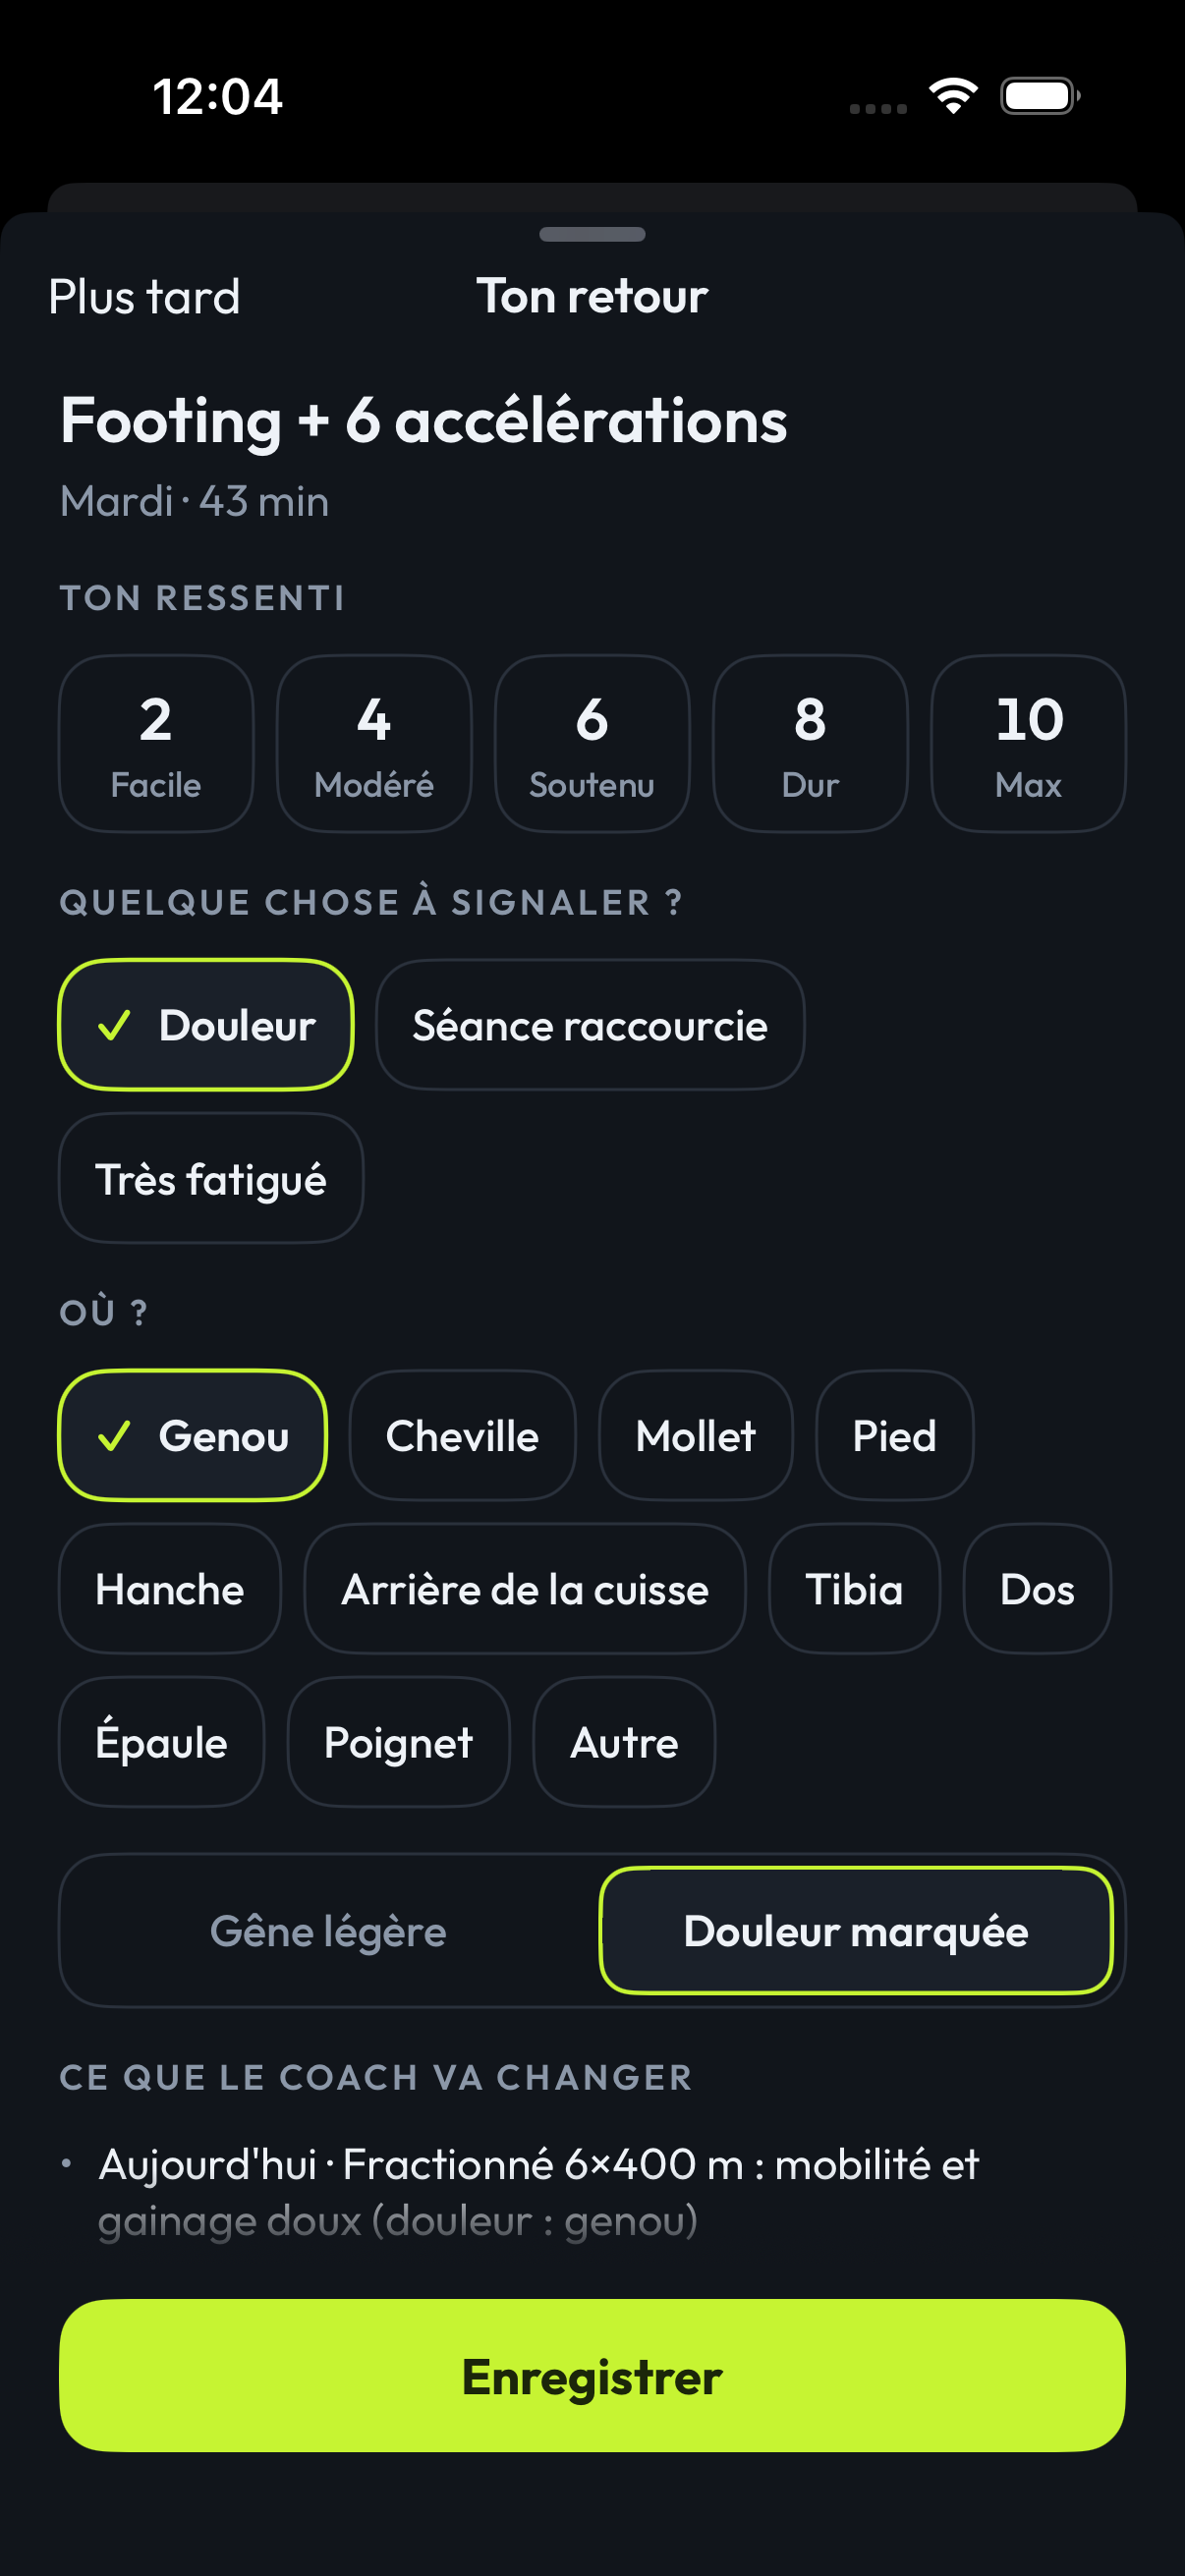 12:04
Plus tard
Ton retour
Footing + 6 accélérations
Mardi · 43 min
TON RESSENTI
2
Facile
4
Modéré
6
Soutenu
8
Dur
10
Max
QUELQUE CHOSE À SIGNALER ?
Douleur
Séance raccourcie
Très fatigué
OÙ ?
Genou
Cheville
Mollet
Pied
Hanche
Arrière de la cuisse
Tibia
Dos
Épaule
Poignet
Autre
Gêne légère
Douleur marquée
CE QUE LE COACH VA CHANGER
• Aujourd'hui · Fractionné 6×400 m : mobilité et
gainage doux (douleur : genou)
Enregistrer